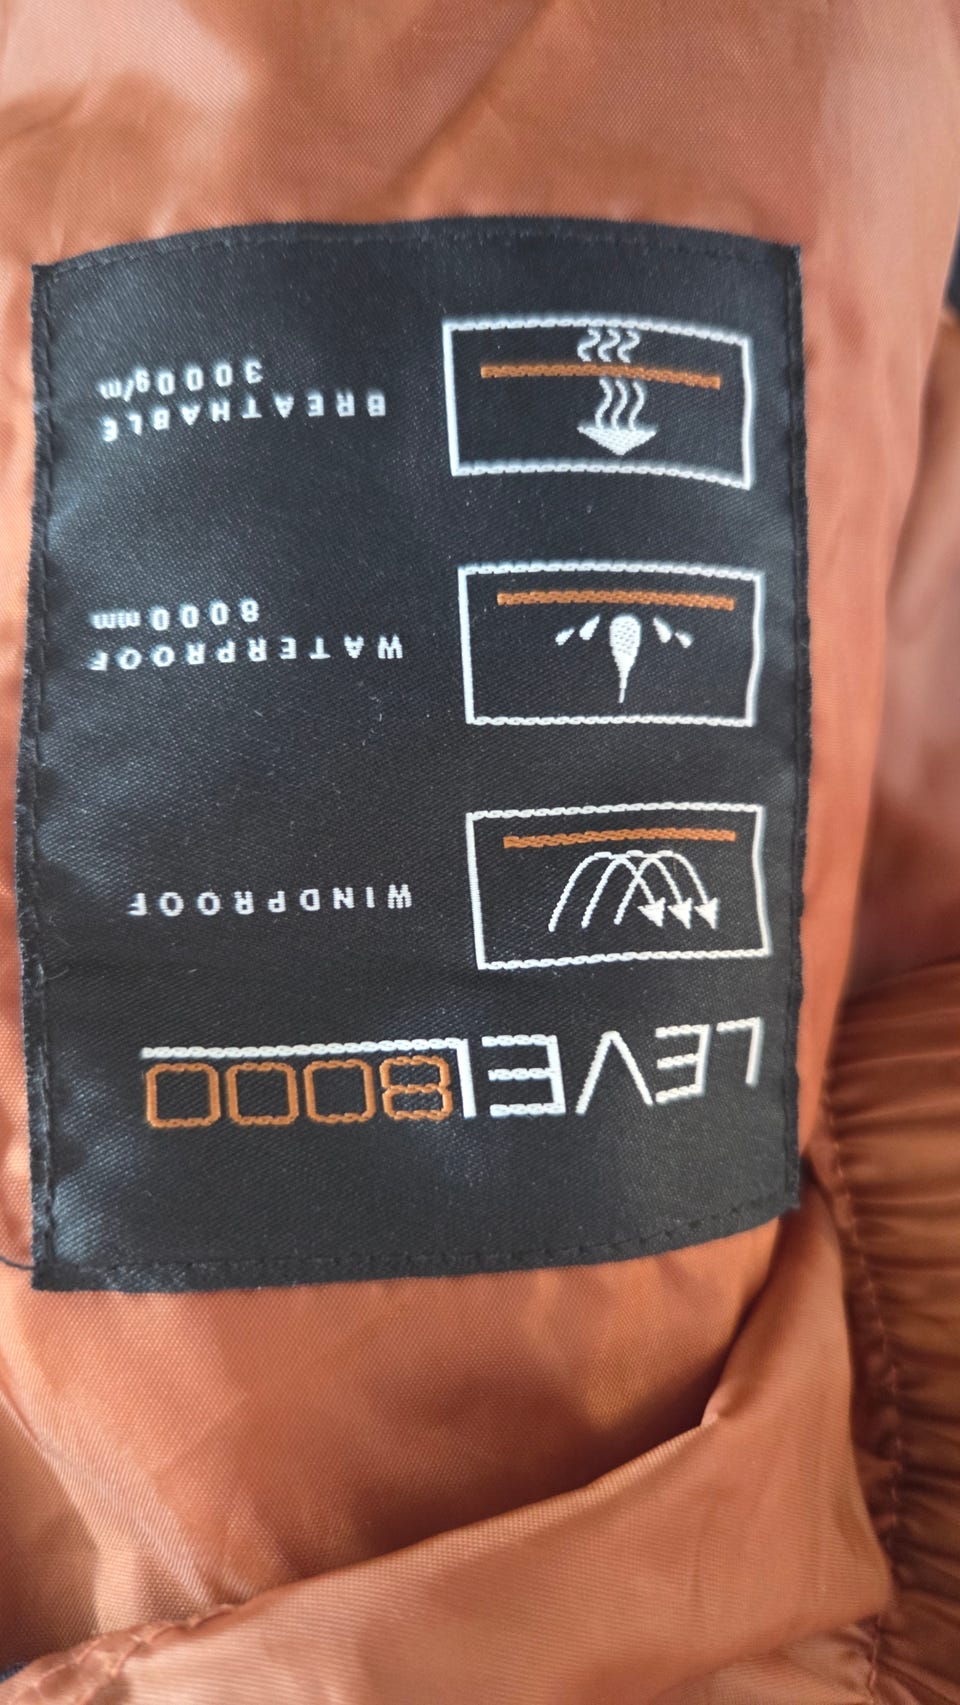 LEVEL8000
WINDPROOF
WATERPROOF
8000mm
BREATHABLE
3000g/m